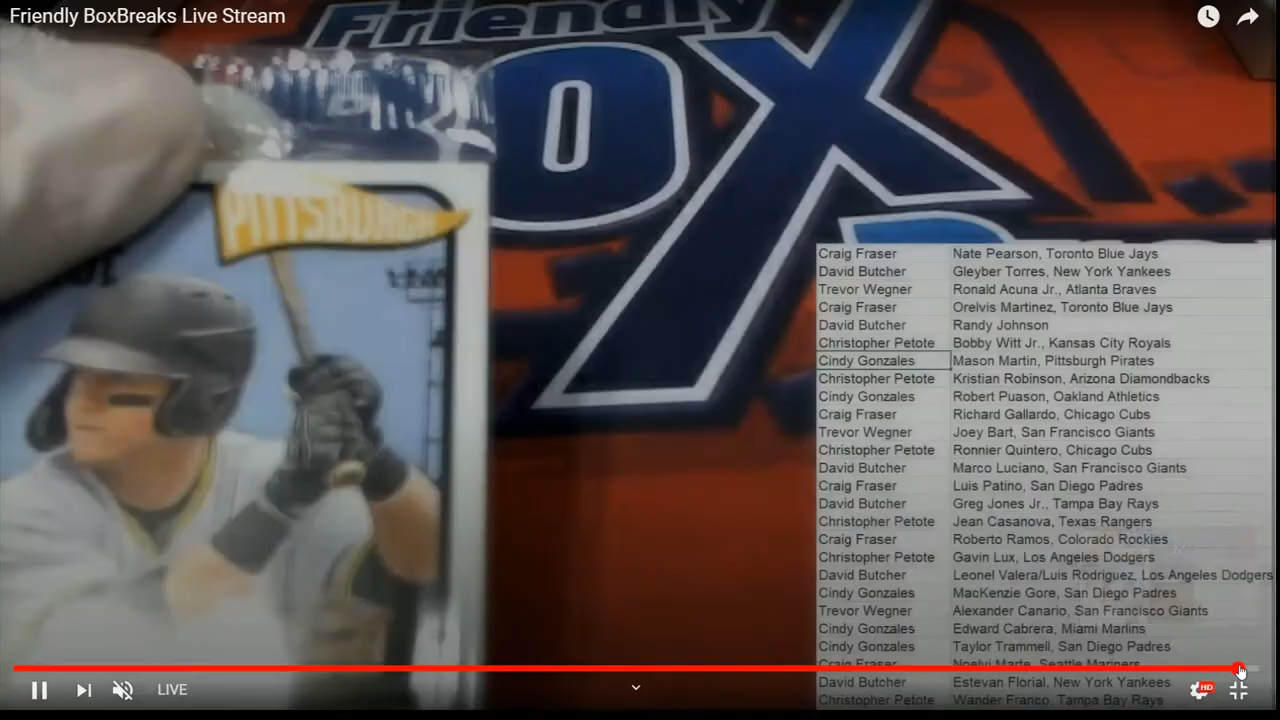 Friendly BoxBreaks Live Stream
Friendly
BOX
PITTSBURGH
Craig Fraser Nate Pearson, Toronto Blue Jays
David Butcher Gleyber Torres, New York Yankees
Trevor Wegner Ronald Acuna Jr., Atlanta Braves
Craig Fraser Orelvis Martinez, Toronto Blue Jays
David Butcher Randy Johnson
Christopher Petote Bobby Witt Jr., Kansas City Royals
Cindy Gonzales Mason Martin, Pittsburgh Pirates
Christopher Petote Kristian Robinson, Arizona Diamondbacks
Cindy Gonzales Robert Puason, Oakland Athletics
Craig Fraser Richard Gallardo, Chicago Cubs
Trevor Wegner Joey Bart, San Francisco Giants
Christopher Petote Ronnier Quintero, Chicago Cubs
David Butcher Marco Luciano, San Francisco Giants
Craig Fraser Luis Patino, San Diego Padres
David Butcher Greg Jones Jr., Tampa Bay Rays
Christopher Petote Jean Casanova, Texas Rangers
Craig Fraser Roberto Ramos, Colorado Rockies
Christopher Petote Gavin Lux, Los Angeles Dodgers
David Butcher Leonel Valera/Luis Rodriguez, Los Angeles Dodgers
Cindy Gonzales MacKenzie Gore, San Diego Padres
Trevor Wegner Alexander Canario, San Francisco Giants
Cindy Gonzales Edward Cabrera, Miami Marlins
Cindy Gonzales Taylor Trammell, San Diego Padres
Craig Fraser Noelvi Marte, Seattle Mariners
David Butcher Estevan Florial, New York Yankees
Christopher Petote Wander Franco, Tampa Bay Rays
LIVE
HD